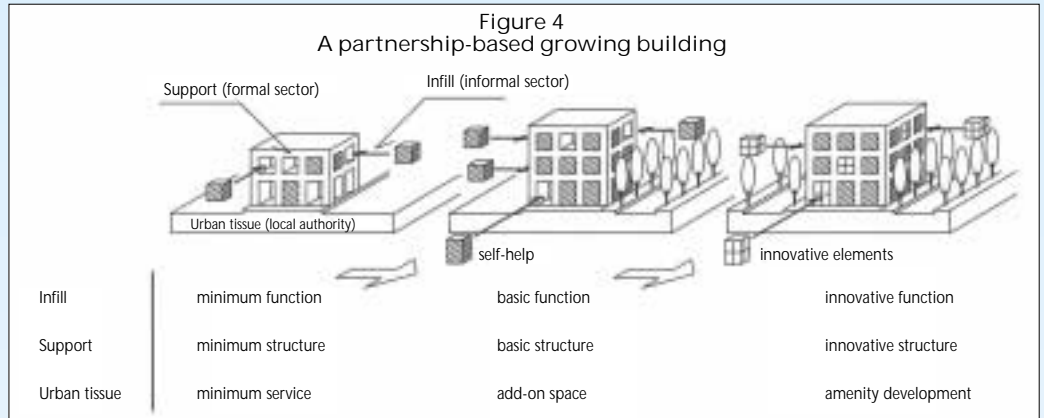 Figure 4
A partnership-based growing building
Support (formal sector)
Infill (informal sector)
Urban tissue (local authority)
self-help
innovative elements
Infill minimum function basic function innovative function
Support minimum structure basic structure innovative structure
Urban tissue minimum service add-on space amenity development